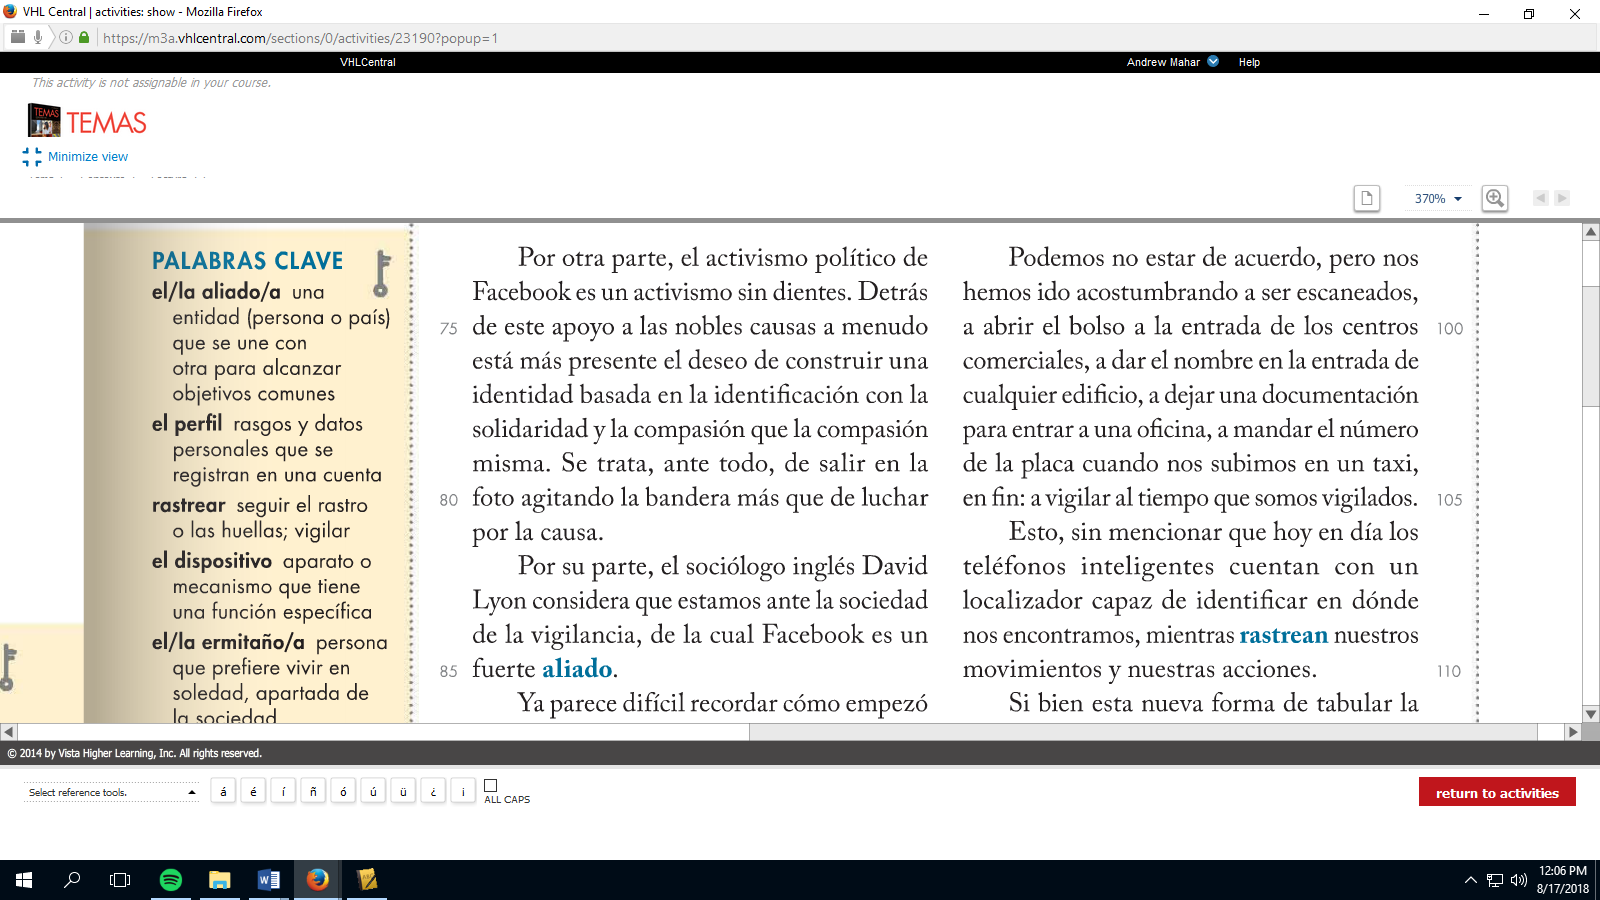 VHL Central | activities: show - Mozilla Firefox
https://m3a.vhlcentral.com/sections/0/activities/23190?popup=1
VHLCentral
Andrew Mahar
Help
This activity is not assignable in your course.
TEMAS
TEMAS
Minimize view
370%
PALABRAS CLAVE
el/la aliado/a una
entidad (persona o país)
que se une con
otra para alcanzar
objetivos comunes
el perfil rasgos y datos
personales que se
registran en una cuenta
rastrear seguir el rastro
o las huellas; vigilar
el dispositivo aparato o
mecanismo que tiene
una función específica
el/la ermitaño/a persona
que prefiere vivir en
soledad, apartada de
la sociedad
Por otra parte, el activismo político de
Facebook es un activismo sin dientes. Detrás
75 de este apoyo a las nobles causas a menudo
está más presente el deseo de construir una
identidad basada en la identificación con la
solidaridad y la compasión que la compasión
misma. Se trata, ante todo, de salir en la
80 foto agitando la bandera más que de luchar
por la causa.
Por su parte, el sociólogo inglés David
Lyon considera que estamos ante la sociedad
de la vigilancia, de la cual Facebook es un
85 fuerte aliado.
Ya parece difícil recordar cómo empezó
Podemos no estar de acuerdo, pero nos
hemos ido acostumbrando a ser escaneados,
a abrir el bolso a la entrada de los centros 100
comerciales, a dar el nombre en la entrada de
cualquier edificio, a dejar una documentación
para entrar a una oficina, a mandar el número
de la placa cuando nos subimos en un taxi,
en fin: a vigilar al tiempo que somos vigilados. 105
Esto, sin mencionar que hoy en día los
teléfonos inteligentes cuentan con un
localizador capaz de identificar en dónde
nos encontramos, mientras rastrean nuestros
movimientos y nuestras acciones. 110
Si bien esta nueva forma de tabular la
© 2014 by Vista Higher Learning, Inc. All rights reserved.
Select reference tools.
á é í ñ ó ú ü ¿ ¡
ALL CAPS
return to activities
12:06 PM
8/17/2018